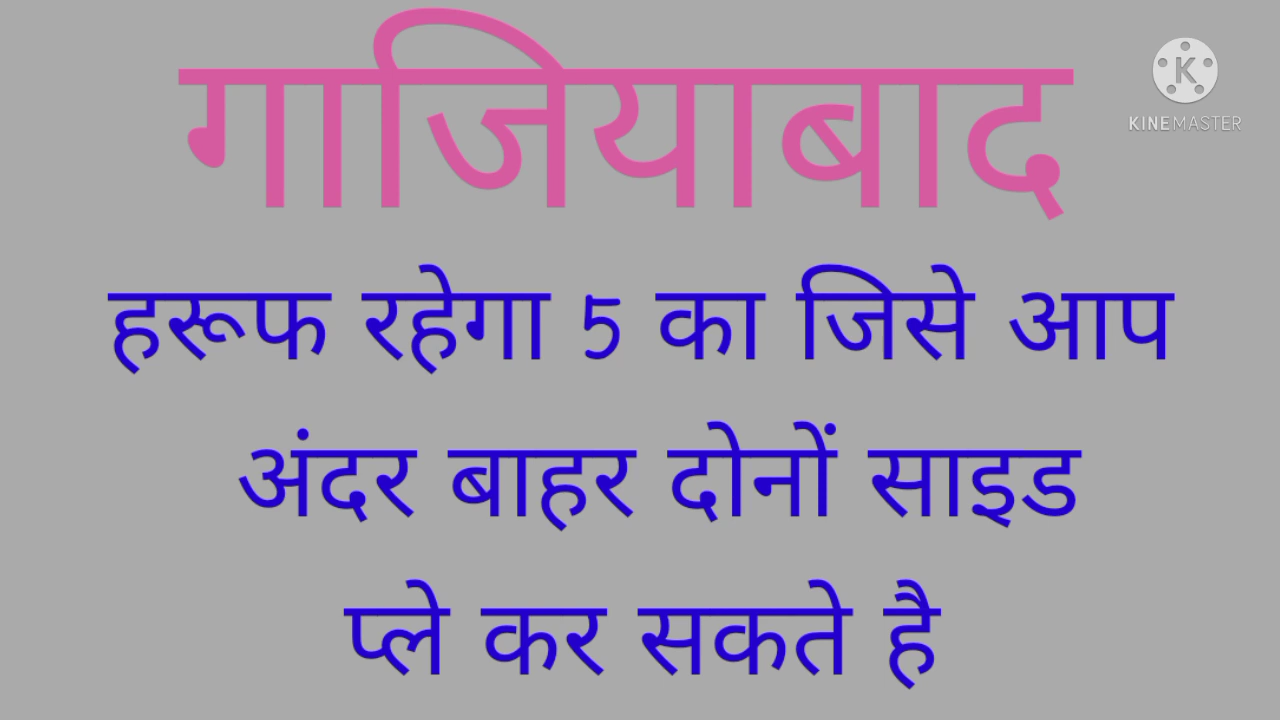 गाजियाबाद
KINEMASTER
हरूफ रहेगा 5 का जिसे आप
अंदर बाहर दोनों साइड
प्ले कर सकते है